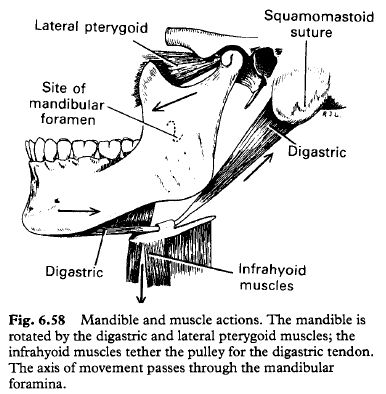 Lateral pterygoid
Squamomastoid
suture
Site of
mandibular
foramen
Digastric
Digastric
Infrahyoid
muscles
Fig. 6.58 Mandible and muscle actions. The mandible is
rotated by the digastric and lateral pterygoid muscles; the
infrahyoid muscles tether the pulley for the digastric tendon.
The axis of movement passes through the mandibular
foramina.